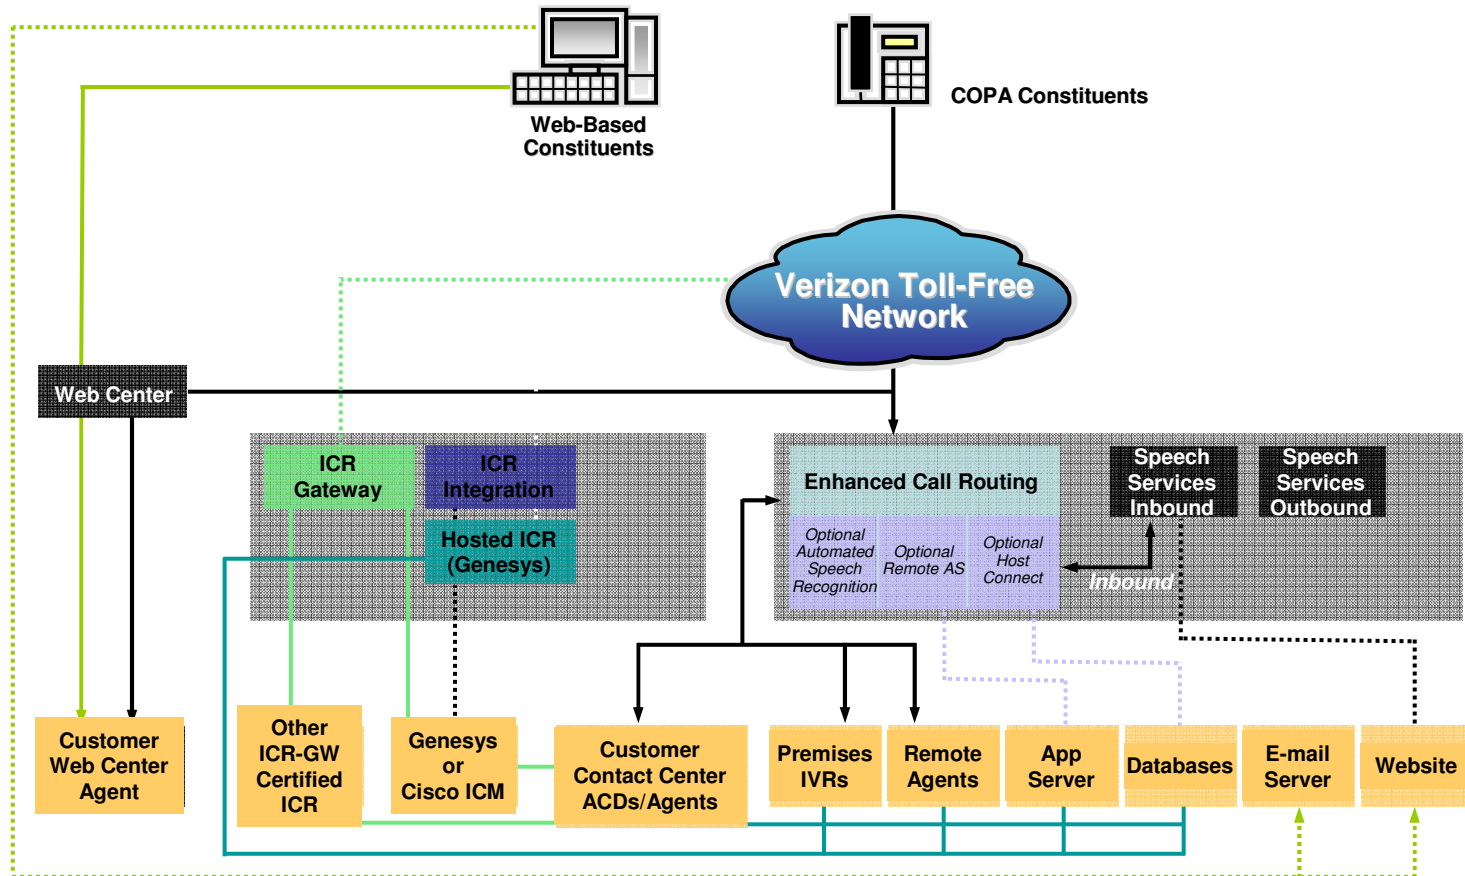 COPA Constituents
Web-Based
Constituents
Verizon Toll-Free
Network
Web Center
ICR
Gateway
ICR
Integration
Hosted ICR
(Genesys)
Enhanced Call Routing
Optional
Automated
Speech
Recognition
Optional
Remote AS
Optional
Host
Connect
Speech
Services
Inbound
Speech
Services
Outbound
Inbound
Customer
Web Center
Agent
Other
ICR-GW
Certified
ICR
Genesys
or
Cisco ICM
Customer
Contact Center
ACDs/Agents
Premises
IVRs
Remote
Agents
App
Server
Databases
E-mail
Server
Website